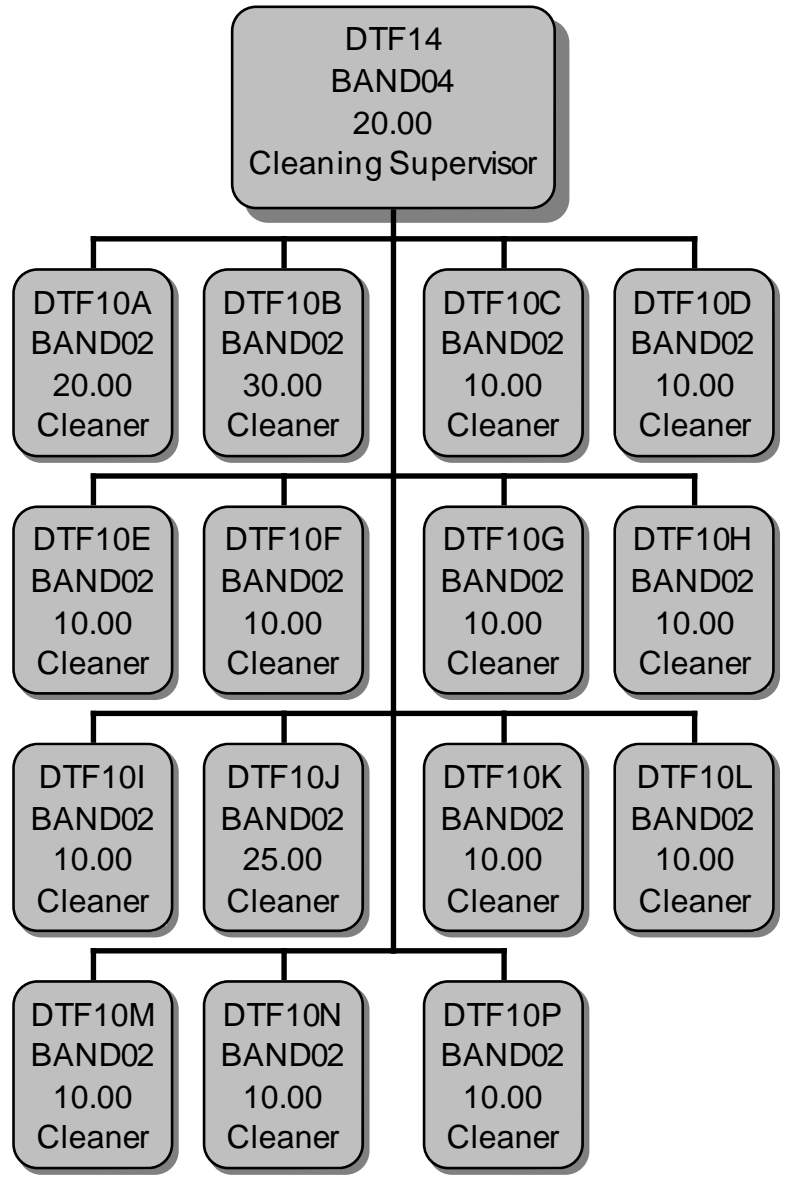 DTF14
BAND04
20.00
Cleaning Supervisor
DTF10A
BAND02
20.00
Cleaner
DTF10B
BAND02
30.00
Cleaner
DTF10C
BAND02
10.00
Cleaner
DTF10D
BAND02
10.00
Cleaner
DTF10E
BAND02
10.00
Cleaner
DTF10F
BAND02
10.00
Cleaner
DTF10G
BAND02
10.00
Cleaner
DTF10H
BAND02
10.00
Cleaner
DTF10I
BAND02
10.00
Cleaner
DTF10J
BAND02
25.00
Cleaner
DTF10K
BAND02
10.00
Cleaner
DTF10L
BAND02
10.00
Cleaner
DTF10M
BAND02
10.00
Cleaner
DTF10N
BAND02
10.00
Cleaner
DTF10P
BAND02
10.00
Cleaner